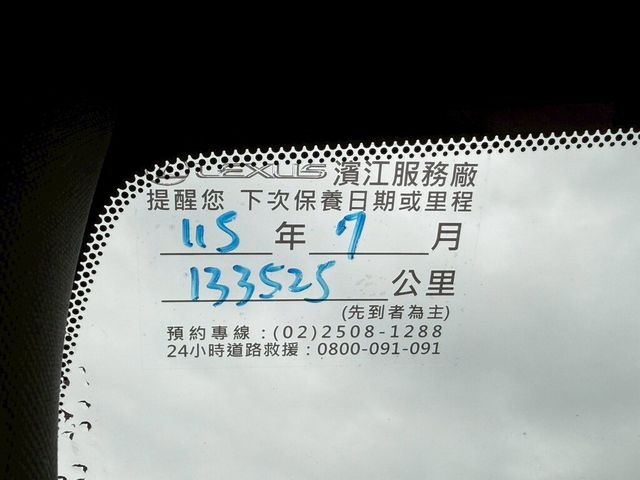 LEXUS 濱江服務廠
提醒您 下次保養日期或里程
115 年 7 月
133525 公里
(先到者為主)
預約專線:(02)2508-1288
24小時道路救援:0800-091-091